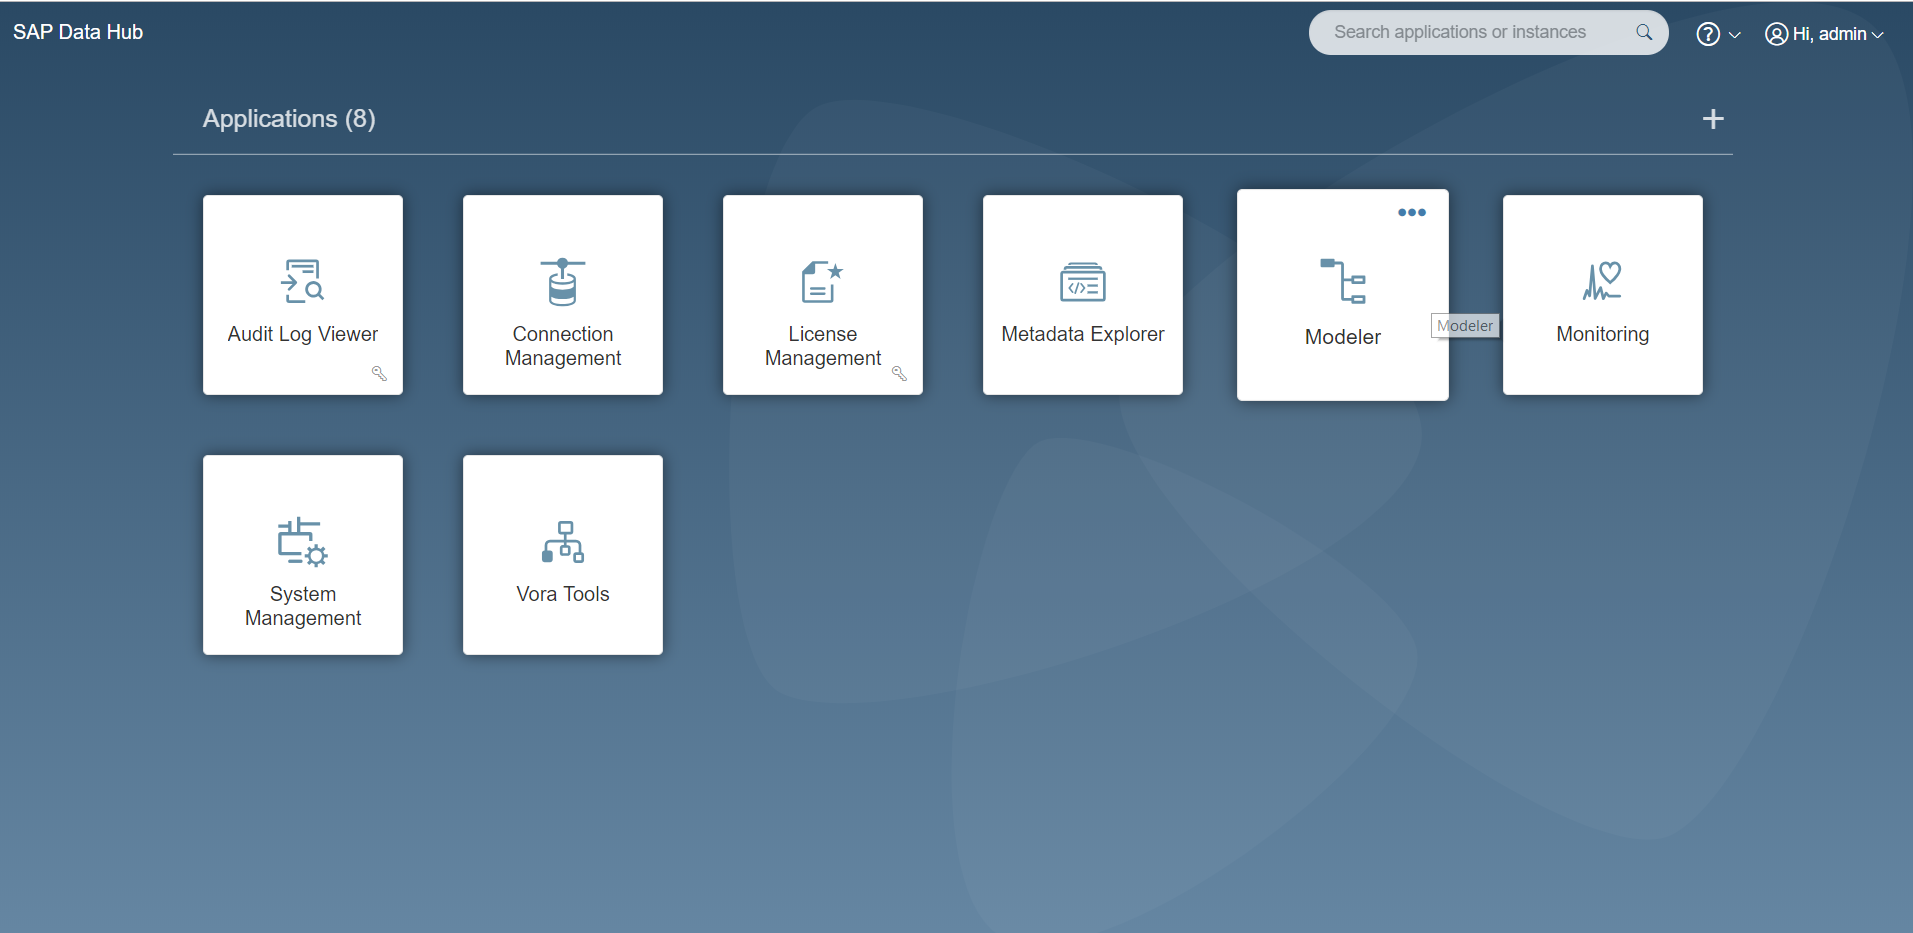 SAP Data Hub
Search applications or instances
?
Hi, admin
Applications (8)
+
Audit Log Viewer
Connection
Management
License
Management
Metadata Explorer
Modeler
Modeler
Monitoring
System
Management
Vora Tools